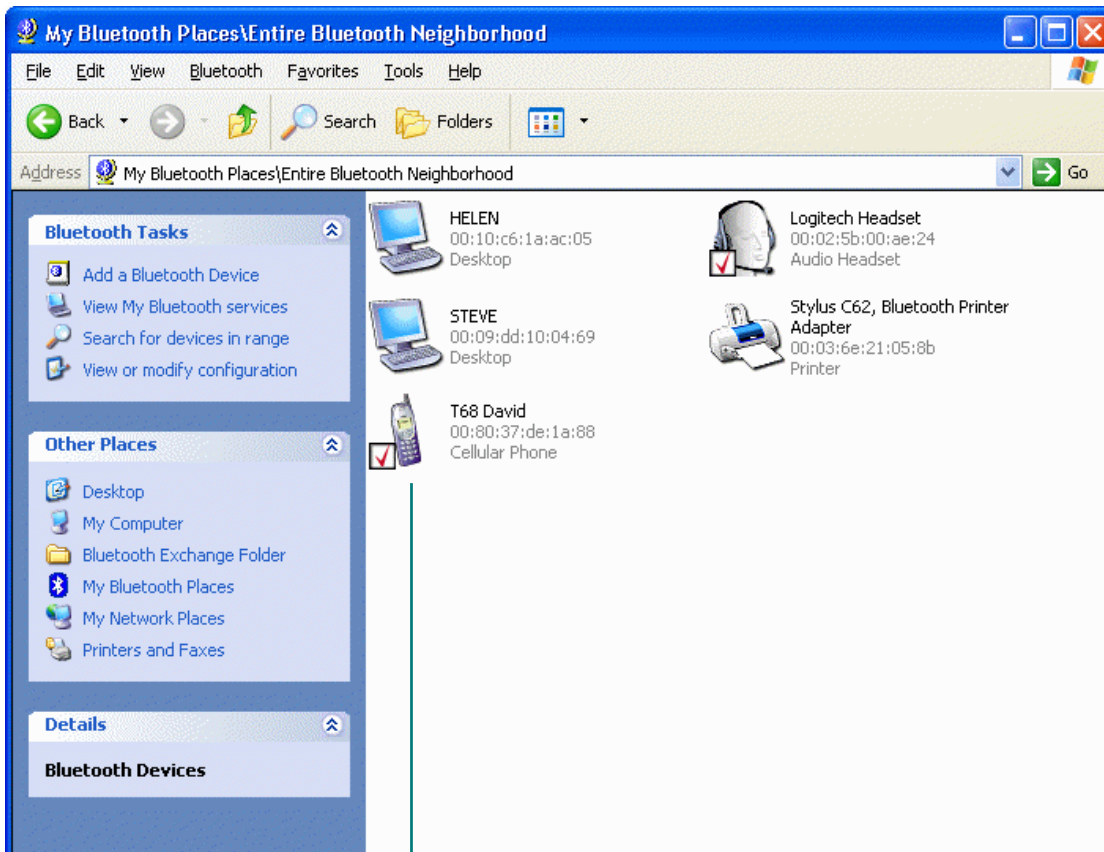 My Bluetooth Places\Entire Bluetooth Neighborhood
File Edit View Bluetooth Favorites Tools Help
Back Search Folders
Address My Bluetooth Places\Entire Bluetooth Neighborhood Go
Bluetooth Tasks
Add a Bluetooth Device
View My Bluetooth services
Search for devices in range
View or modify configuration
Other Places
Desktop
My Computer
Bluetooth Exchange Folder
My Bluetooth Places
My Network Places
Printers and Faxes
Details
Bluetooth Devices
HELEN
00:10:c6:1a:ac:05
Desktop
STEVE
00:09:dd:10:04:69
Desktop
T68 David
00:80:37:de:1a:88
Cellular Phone
Logitech Headset
00:02:5b:00:ae:24
Audio Headset
Stylus C62, Bluetooth Printer
Adapter
00:03:6e:21:05:8b
Printer